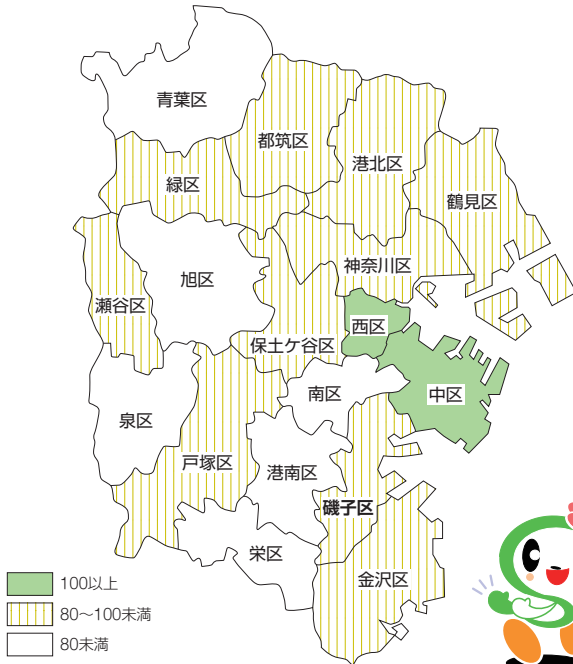 青葉区
都筑区
港北区
緑区
鶴見区
神奈川区
旭区
瀬谷区
西区
保土ケ谷区
南区
中区
泉区
戸塚区
港南区
磯子区
栄区
金沢区
100以上
80～100未満
80未満